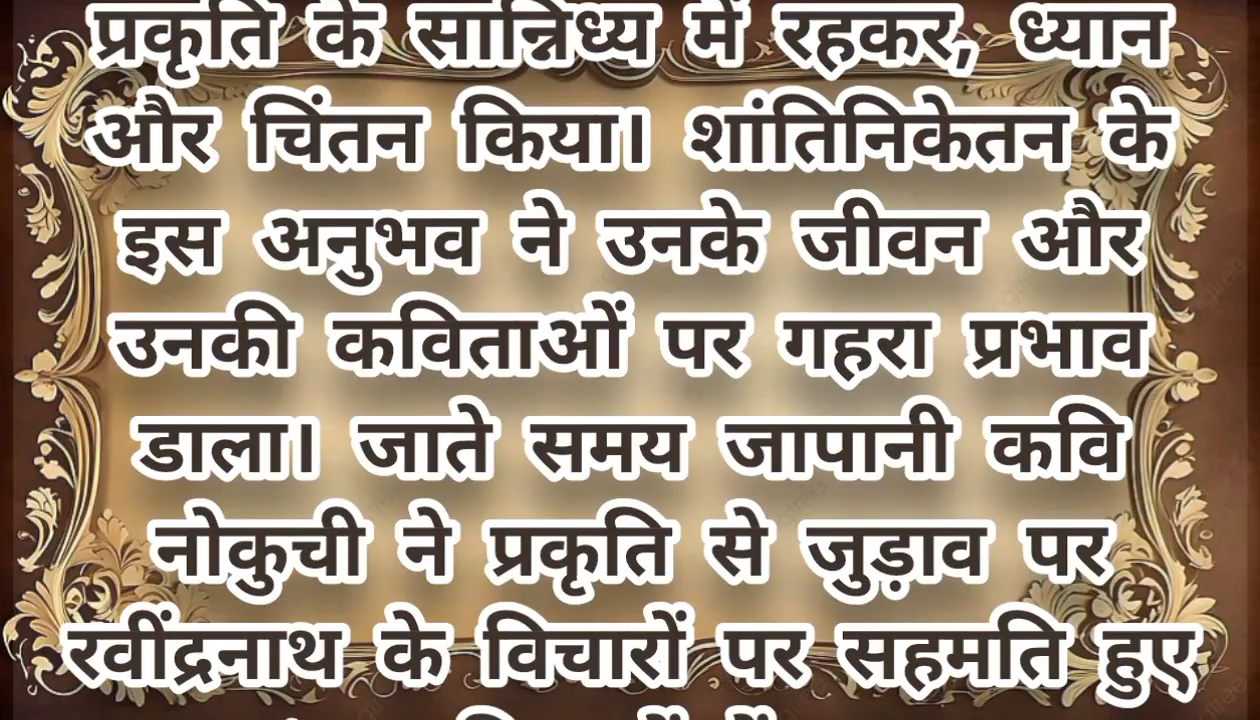 प्रकृति के सान्निध्य में रहकर, ध्यान
और चिंतन किया। शांतिनिकेतन के
इस अनुभव ने उनके जीवन और
उनकी कविताओं पर गहरा प्रभाव
डाला। जाते समय जापानी कवि
नोकुची ने प्रकृति से जुड़ाव पर
रवींद्रनाथ के विचारों पर सहमति हुए